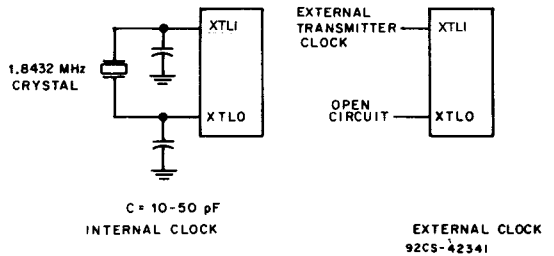 XTLI
1.8432 MHz
CRYSTAL
XTLO
C = 10-50 pF
INTERNAL CLOCK
EXTERNAL
TRANSMITTER
CLOCK
XTLI
OPEN
CIRCUIT
XTLO
EXTERNAL CLOCK
92CS-42341